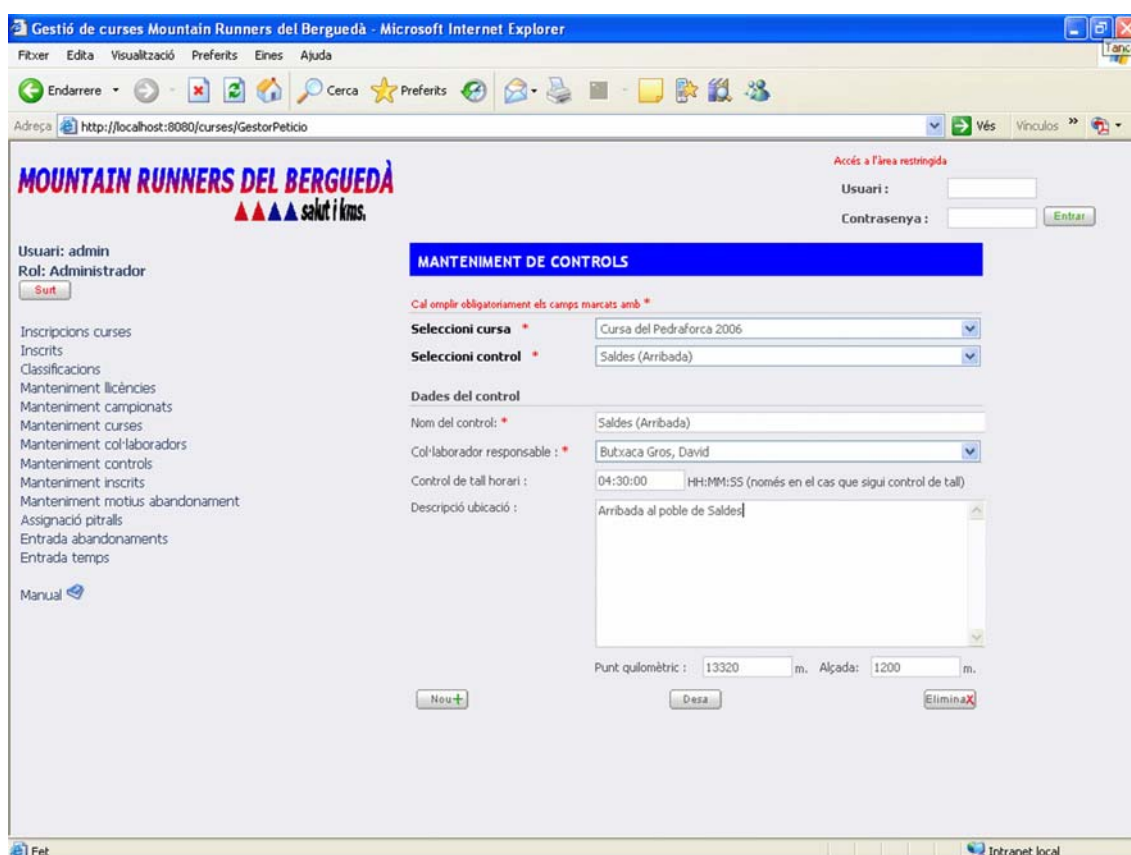 Gestió de curses Mountain Runners del Berguedà - Microsoft Internet Explorer
Fitxer Edita Visualització Preferits Eines Ajuda
Endarrere Cerca Preferits
Adreça http://localhost:8080/curses/GestorPeticio Vés Vínculos »
MOUNTAIN RUNNERS DEL BERGUEDÀ
salut i kms.
Accés a l'àrea restringida
Usuari :
Contrasenya : Entrar
Usuari: admin
Rol: Administrador
Surt
Inscripcions curses
Inscrits
Classificacions
Manteniment llicències
Manteniment campionats
Manteniment curses
Manteniment col·laboradors
Manteniment controls
Manteniment inscrits
Manteniment motius abandonament
Assignació pitralls
Entrada abandonaments
Entrada temps
Manual
MANTENIMENT DE CONTROLS
Cal omplir obligatoriament els camps marcats amb *
Seleccioni cursa * Cursa del Pedraforca 2006
Seleccioni control * Saldes (Arribada)
Dades del control
Nom del control: * Saldes (Arribada)
Col·laborador responsable : * Butxaca Gros, David
Control de tall horari : 04:30:00 HH:MM:SS (només en el cas que sigui control de tall)
Descripció ubicació : Arribada al poble de Saldes
Punt quilomètric : 13320 m. Alçada: 1200 m.
Nou+ Desa EliminaX
Fet Intranet local